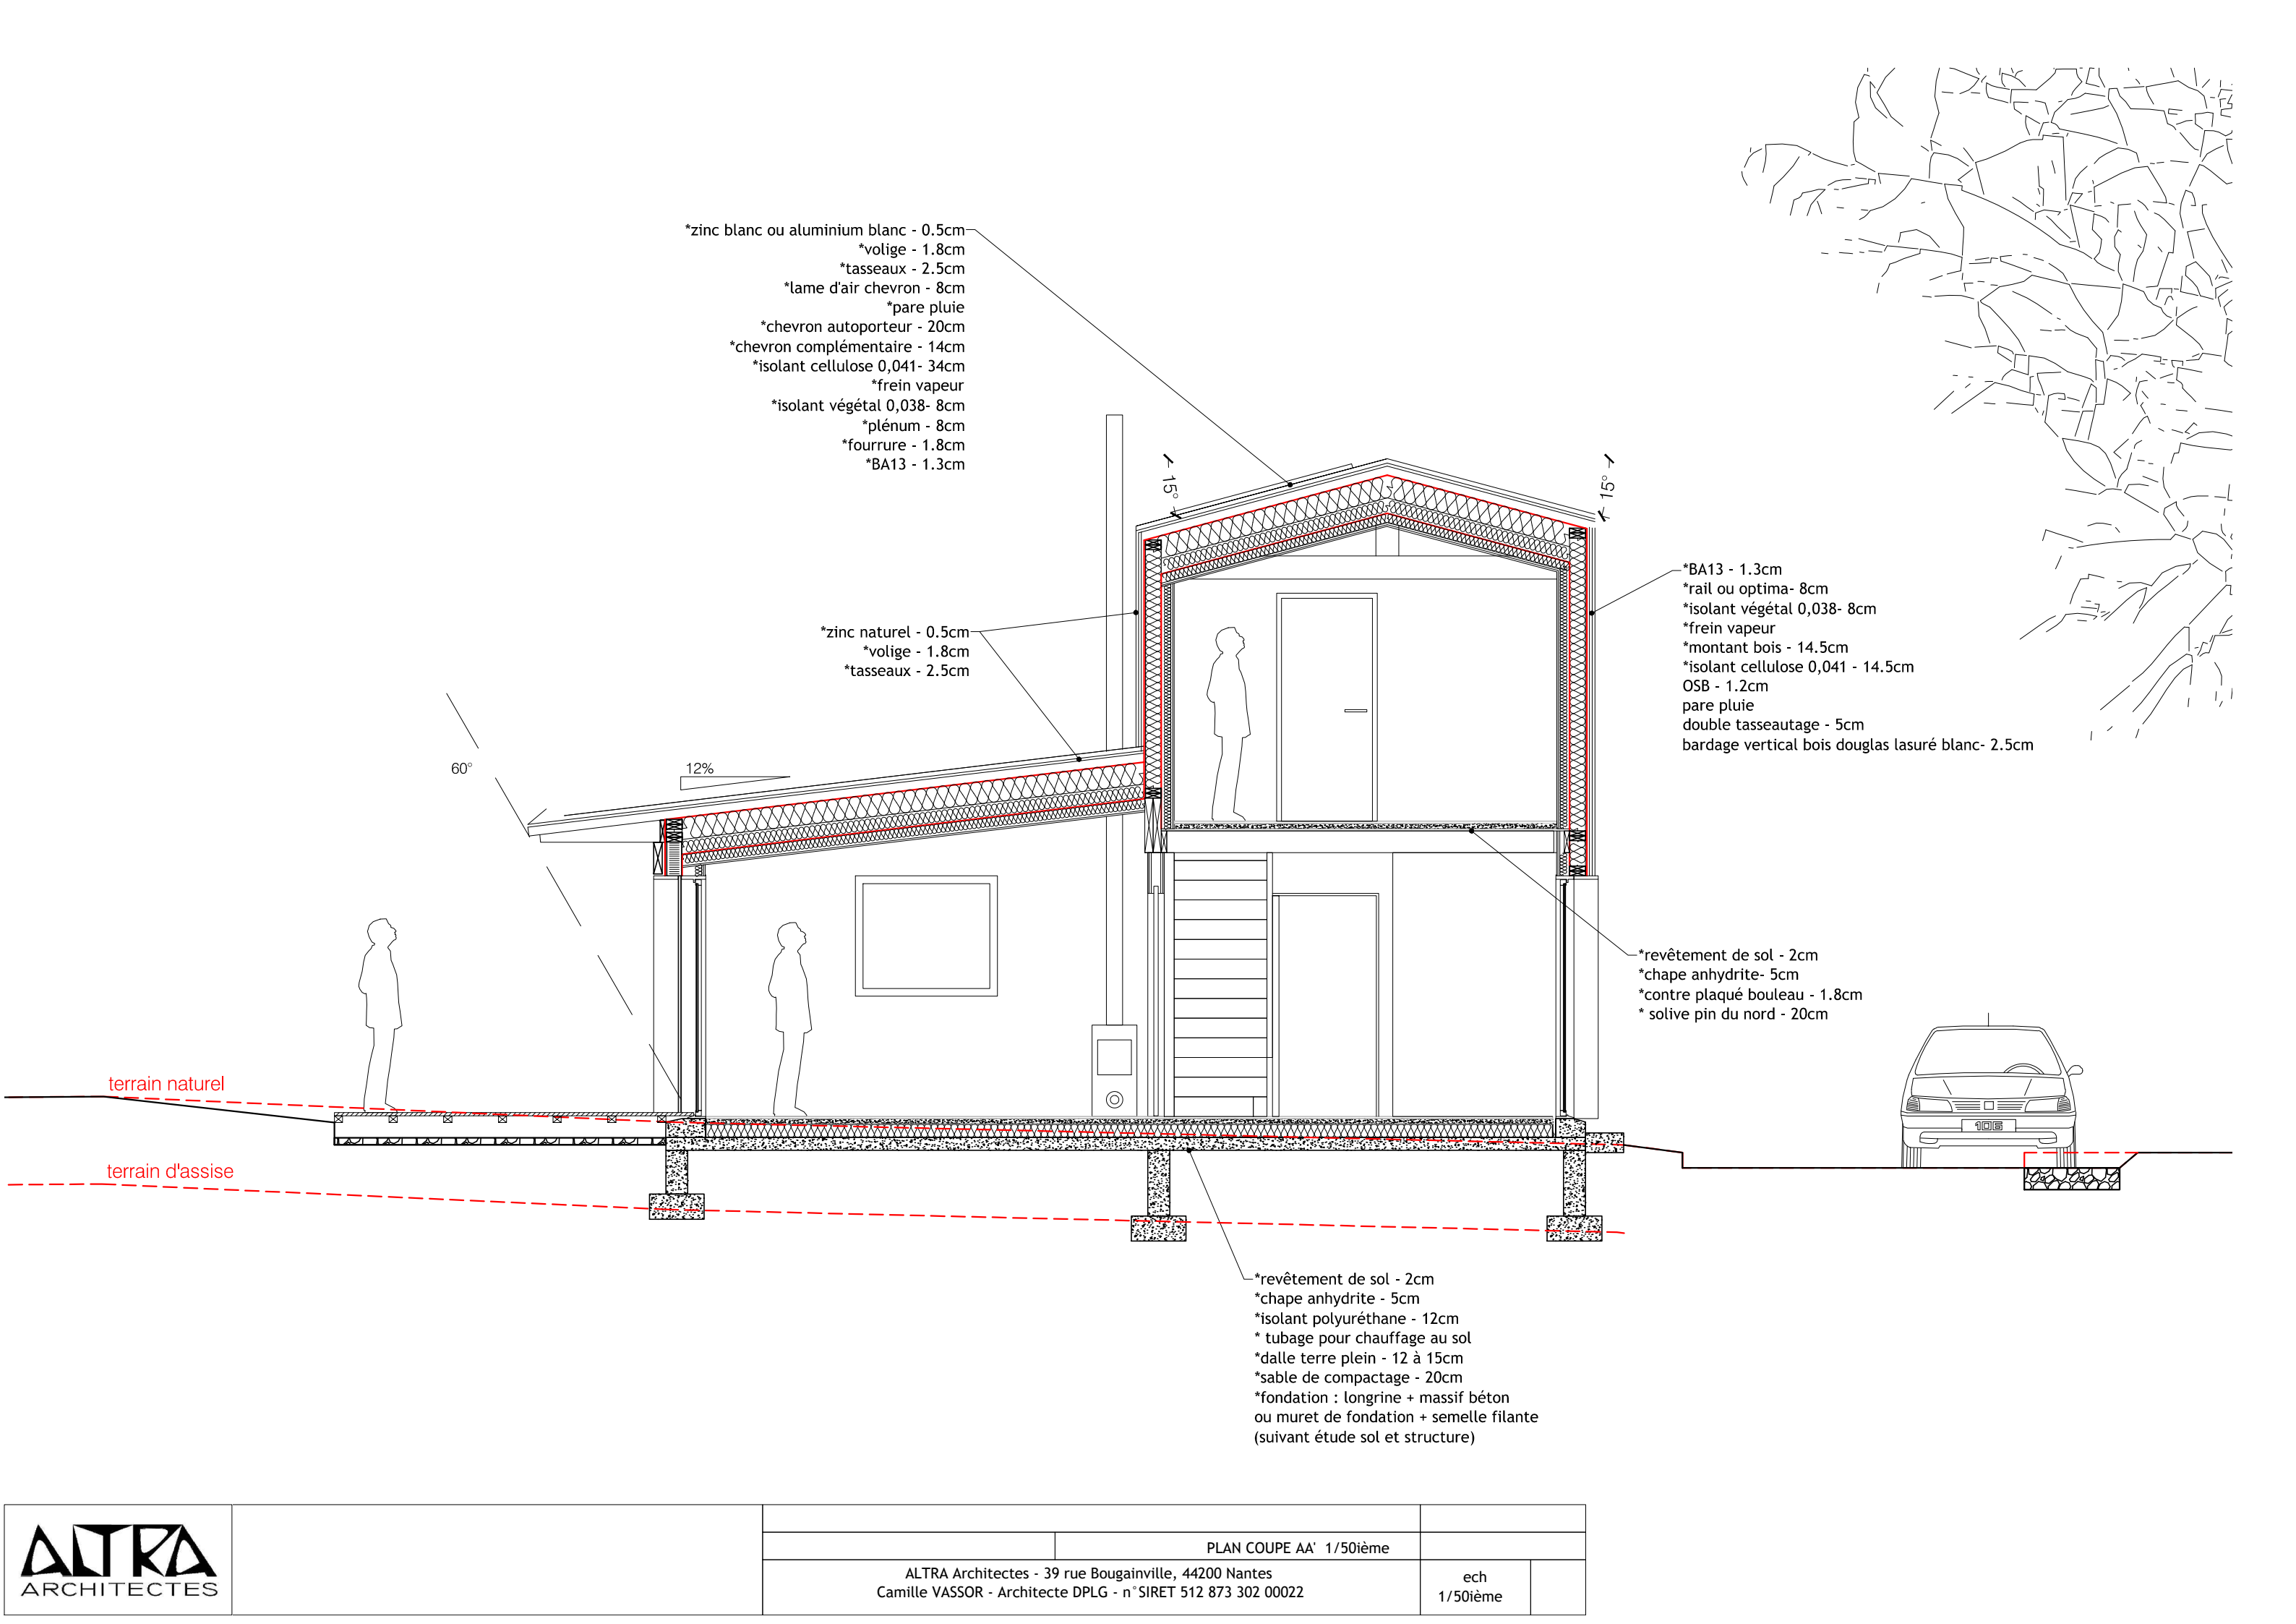 *zinc blanc ou aluminium blanc - 0.5cm
*volige - 1.8cm
*tasseaux - 2.5cm
*lame d'air chevron - 8cm
*pare pluie
*chevron autoporteur - 20cm
*chevron complémentaire - 14cm
*isolant cellulose 0,041- 34cm
*frein vapeur
*isolant végétal 0,038- 8cm
*plénum - 8cm
*fourrure - 1.8cm
*BA13 - 1.3cm
15°
15°
*BA13 - 1.3cm
*rail ou optima- 8cm
*isolant végétal 0,038- 8cm
*frein vapeur
*montant bois - 14.5cm
*isolant cellulose 0,041 - 14.5cm
OSB - 1.2cm
pare pluie
double tasseautage - 5cm
bardage vertical bois douglas lasuré blanc- 2.5cm
*zinc naturel - 0.5cm
*volige - 1.8cm
*tasseaux - 2.5cm
60°
12%
*revêtement de sol - 2cm
*chape anhydrite- 5cm
*contre plaqué bouleau - 1.8cm
* solive pin du nord - 20cm
terrain naturel
106
terrain d'assise
*revêtement de sol - 2cm
*chape anhydrite - 5cm
*isolant polyuréthane - 12cm
* tubage pour chauffage au sol
*dalle terre plein - 12 à 15cm
*sable de compactage - 20cm
*fondation : longrine + massif béton
ou muret de fondation + semelle filante
(suivant étude sol et structure)
ALTRA
ARCHITECTES
PLAN COUPE AA' 1/50ième
ALTRA Architectes - 39 rue Bougainville, 44200 Nantes
Camille VASSOR - Architecte DPLG - n°SIRET 512 873 302 00022
ech
1/50ième